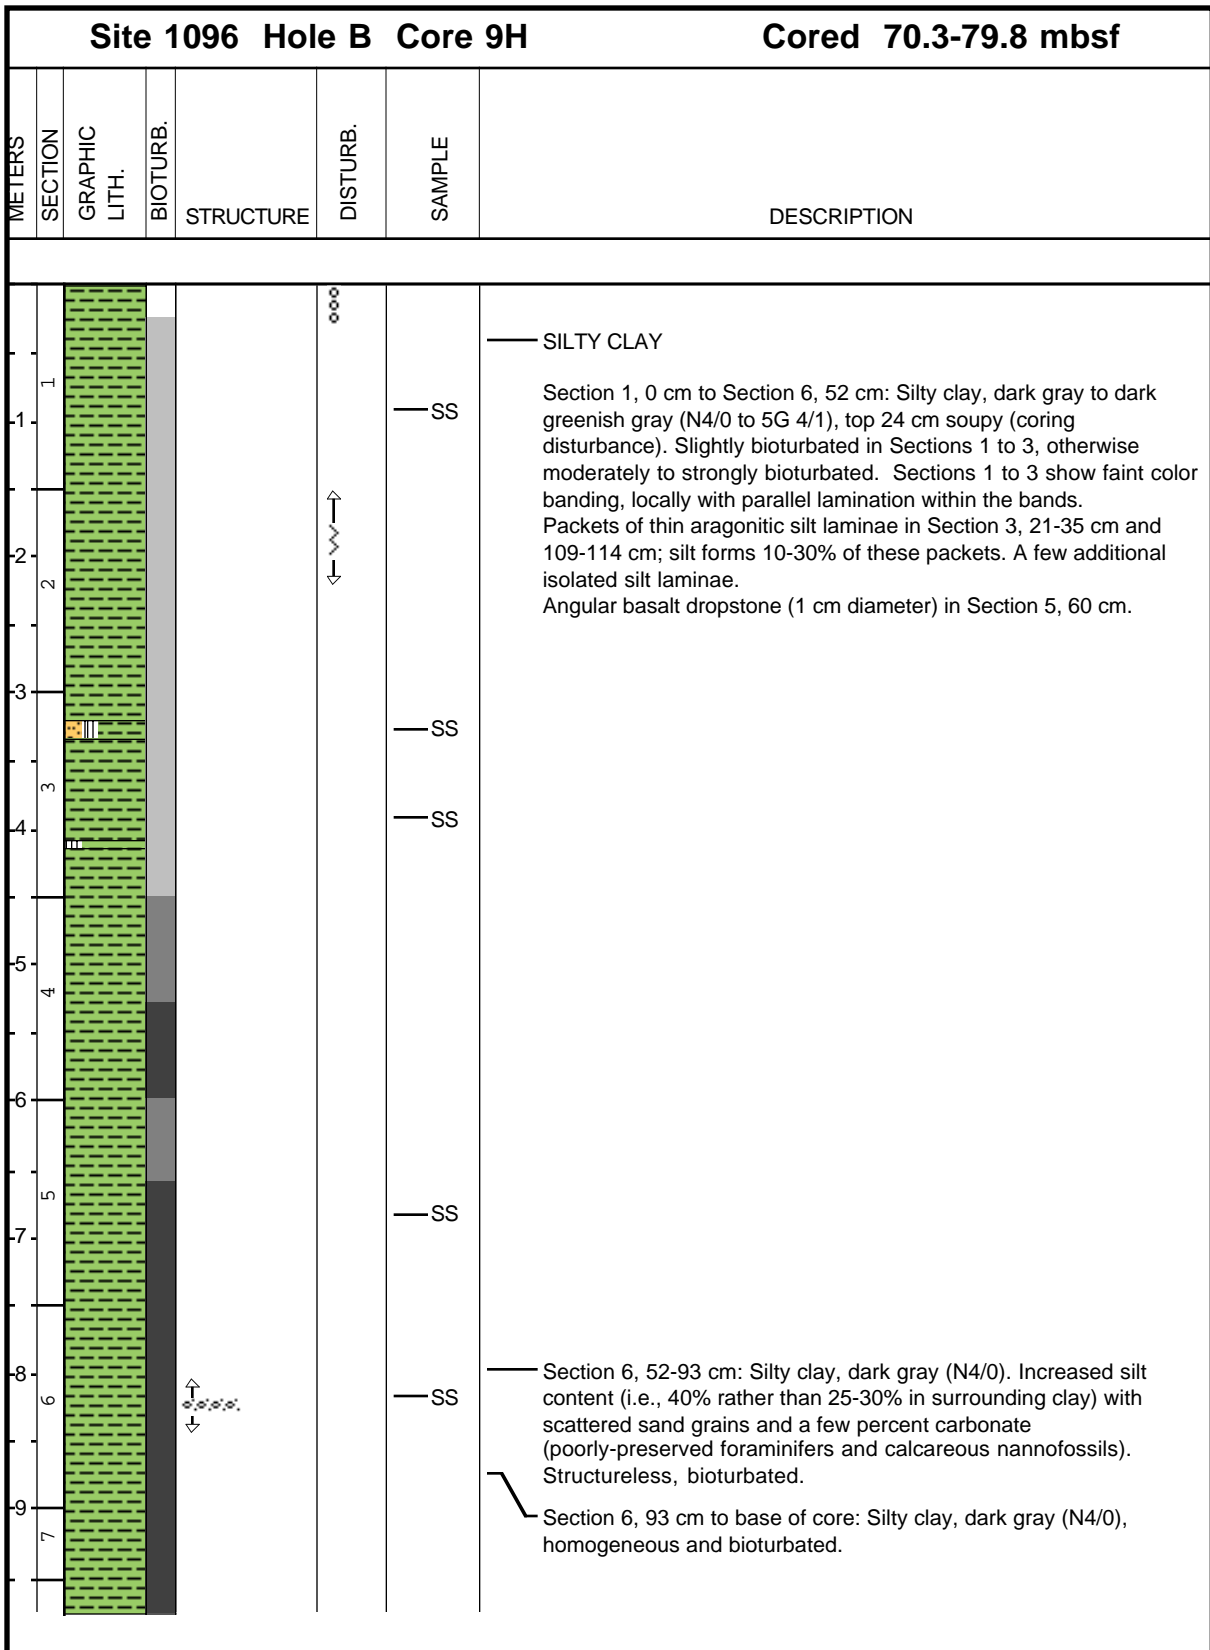 Site 1096 Hole B Core 9H Cored 70.3-79.8 mbsf
METERS
SECTION
GRAPHIC
LITH.
BIOTURB.
STRUCTURE
DISTURB.
SAMPLE
DESCRIPTION
SILTY CLAY
1
Section 1, 0 cm to Section 6, 52 cm: Silty clay, dark gray to dark
greenish gray (N4/0 to 5G 4/1), top 24 cm soupy (coring
disturbance). Slightly bioturbated in Sections 1 to 3, otherwise
moderately to strongly bioturbated. Sections 1 to 3 show faint color
banding, locally with parallel lamination within the bands.
Packets of thin aragonitic silt laminae in Section 3, 21-35 cm and
109-114 cm; silt forms 10-30% of these packets. A few additional
isolated silt laminae.
Angular basalt dropstone (1 cm diameter) in Section 5, 60 cm.
1
SS
2
2
3
SS
3
SS
4
5
4
6
5
SS
7
8
6
SS
Section 6, 52-93 cm: Silty clay, dark gray (N4/0). Increased silt
content (i.e., 40% rather than 25-30% in surrounding clay) with
scattered sand grains and a few percent carbonate
(poorly-preserved foraminifers and calcareous nannofossils).
Structureless, bioturbated.
9
7
Section 6, 93 cm to base of core: Silty clay, dark gray (N4/0),
homogeneous and bioturbated.